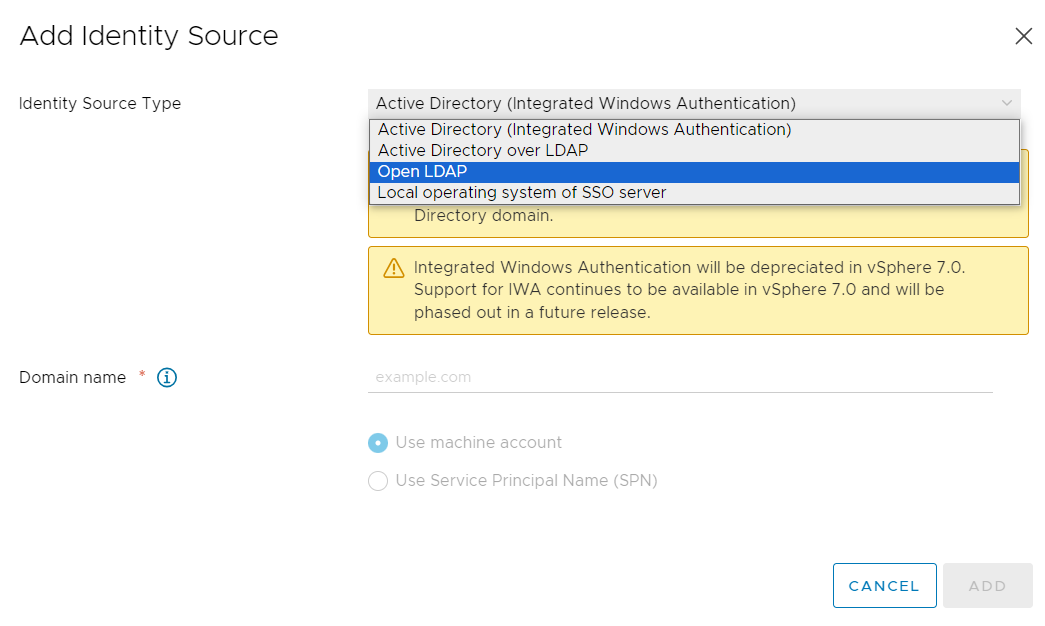 Add Identity Source
Identity Source Type
Active Directory (Integrated Windows Authentication)
Active Directory (Integrated Windows Authentication)
Active Directory over LDAP
Open LDAP
Local operating system of SSO server
Directory domain.
Integrated Windows Authentication will be depreciated in vSphere 7.0.
Support for IWA continues to be available in vSphere 7.0 and will be
phased out in a future release.
Domain name *
example.com
Use machine account
Use Service Principal Name (SPN)
CANCEL
ADD